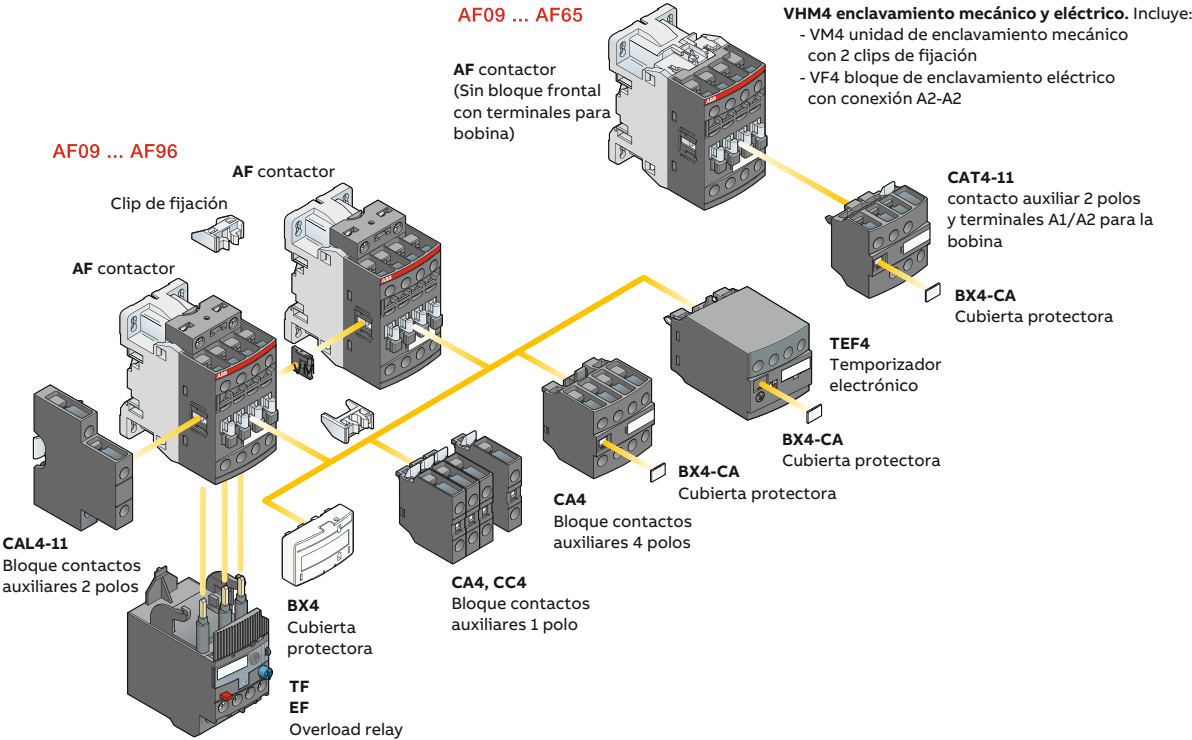 AF09 ... AF65
VHM4 enclavamiento mecánico y eléctrico. Incluye:
- VM4 unidad de enclavamiento mecánico
con 2 clips de fijación
- VF4 bloque de enclavamiento eléctrico
con conexión A2-A2
AF contactor
(Sin bloque frontal
con terminales para
bobina)
ABB
AF09 ... AF96
AF contactor
Clip de fijación
CAT4-11
contacto auxiliar 2 polos
y terminales A1/A2 para la
bobina
AF contactor
ABB
BX4-CA
Cubierta protectora
TEF4
Temporizador
electrónico
ABB
BX4-CA
Cubierta protectora
BX4-CA
Cubierta protectora
CA4
Bloque contactos
auxiliares 4 polos
CAL4-11
Bloque contactos
auxiliares 2 polos
CA4, CC4
Bloque contactos
auxiliares 1 polo
BX4
Cubierta
protectora
TF
EF
Overload relay